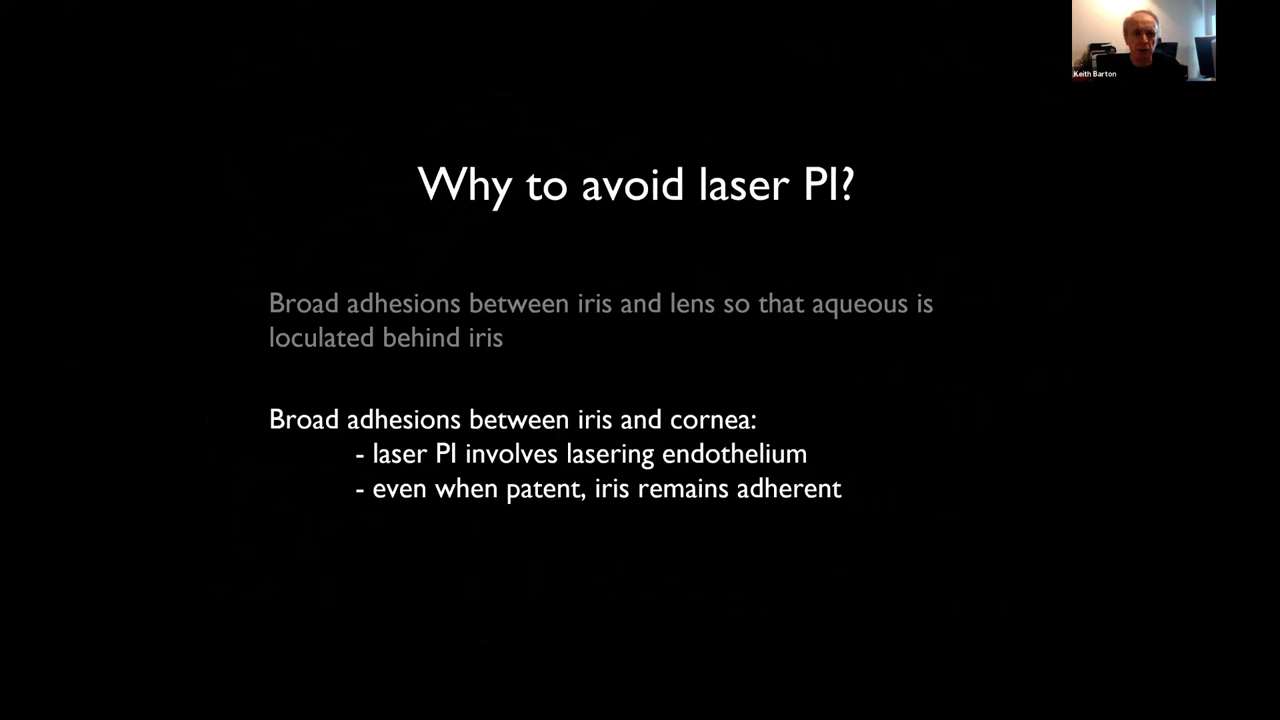 Keith Barton
Why to avoid laser PI?
Broad adhesions between iris and lens so that aqueous is
loculated behind iris
Broad adhesions between iris and cornea:
- laser PI involves lasering endothelium
- even when patent, iris remains adherent